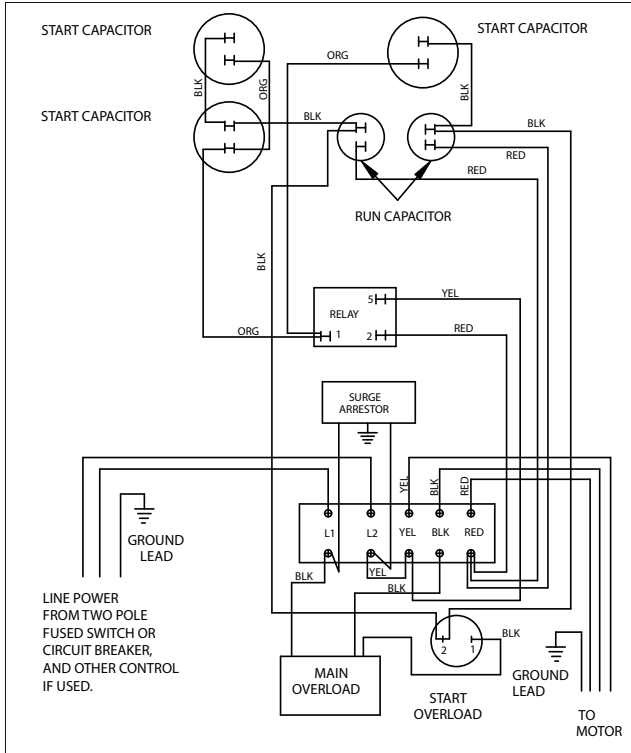 START CAPACITOR
START CAPACITOR
ORG
BLK
ORG
BLK
START CAPACITOR
BLK
BLK
RED
RED
RUN CAPACITOR
BLK
5
YEL
RELAY
ORG
1
2
RED
SURGE
ARRESTOR
YEL
BLK
RED
L1
L2
YEL
BLK
RED
GROUND
LEAD
BLK
YEL
BLK
LINE POWER
FROM TWO POLE
FUSED SWITCH OR
CIRCUIT BREAKER,
AND OTHER CONTROL
IF USED.
MAIN
OVERLOAD
2
1
BLK
START
OVERLOAD
GROUND
LEAD
TO
MOTOR